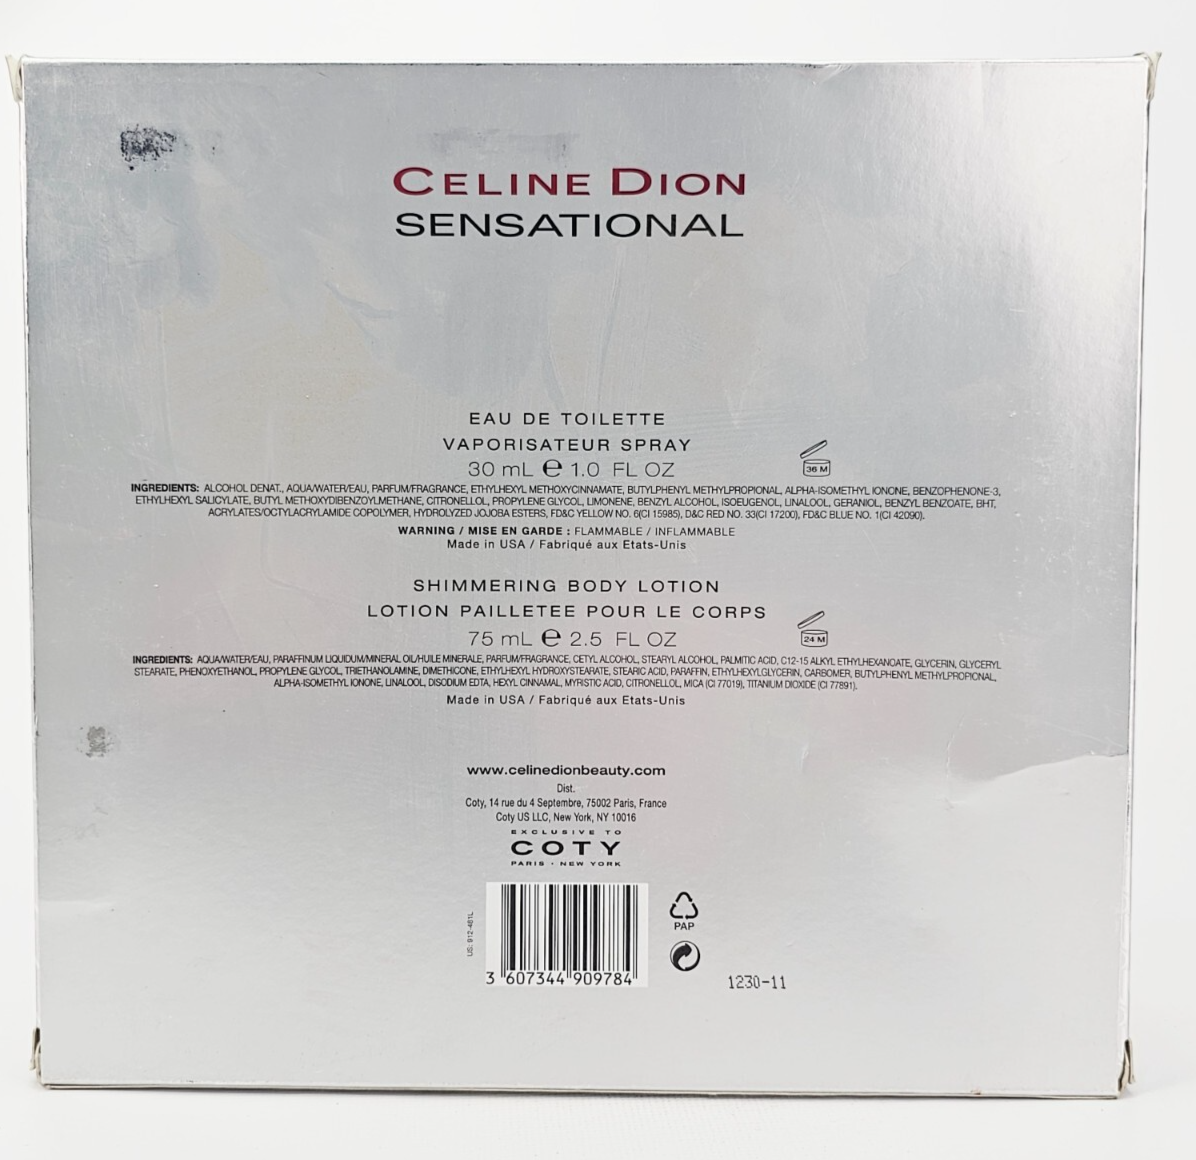 CELINE DION
SENSATIONAL
EAU DE TOILETTE
VAPORISATEUR SPRAY
30 mL ℮ 1.0 FL OZ
36 M
INGREDIENTS: ALCOHOL DENAT., AQUA/WATER/EAU, PARFUM/FRAGRANCE, ETHYLHEXYL METHOXYCINNAMATE, BUTYLPHENYL METHYLPROPIONAL, ALPHA-ISOMETHYL IONONE, BENZOPHENONE-3,
ETHYLHEXYL SALICYLATE, BUTYL METHOXYDIBENZOYLMETHANE, CITRONELLOL, PROPYLENE GLYCOL, LIMONENE, BENZYL ALCOHOL, ISOEUGENOL, LINALOOL, GERANIOL, BENZYL BENZOATE, BHT,
ACRYLATES/OCTYLACRYLAMIDE COPOLYMER, HYDROLYZED JOJOBA ESTERS, FD&C YELLOW NO. 6(CI 15985), D&C RED NO. 33(CI 17200), FD&C BLUE NO. 1(CI 42090).
WARNING / MISE EN GARDE : FLAMMABLE / INFLAMMABLE
Made in USA / Fabriqué aux Etats-Unis
SHIMMERING BODY LOTION
LOTION PAILLETEE POUR LE CORPS
75 mL ℮ 2.5 FL OZ
24 M
INGREDIENTS: AQUA/WATER/EAU, PARAFFINUM LIQUIDUM/MINERAL OIL/HUILE MINERALE, PARFUM/FRAGRANCE, CETYL ALCOHOL, STEARYL ALCOHOL, PALMITIC ACID, C12-15 ALKYL ETHYLHEXANOATE, GLYCERIN, GLYCERYL
STEARATE, PHENOXYETHANOL, PROPYLENE GLYCOL, TRIETHANOLAMINE, DIMETHICONE, ETHYLHEXYL HYDROXYSTEARATE, STEARIC ACID, PARAFFIN, ETHYLHEXYLGLYCERIN, CARBOMER, BUTYLPHENYL METHYLPROPIONAL,
ALPHA-ISOMETHYL IONONE, LINALOOL, DISODIUM EDTA, HEXYL CINNAMAL, MYRISTIC ACID, CITRONELLOL, MICA (CI 77019), TITANIUM DIOXIDE (CI 77891).
Made in USA / Fabriqué aux Etats-Unis
www.celinedionbeauty.com
Dist.
Coty, 14 rue du 4 Septembre, 75002 Paris, France
Coty US LLC, New York, NY 10016
EXCLUSIVE TO
COTY
PARIS · NEW YORK
US: 912-481L
PAP
3 607344 909784
1230-11